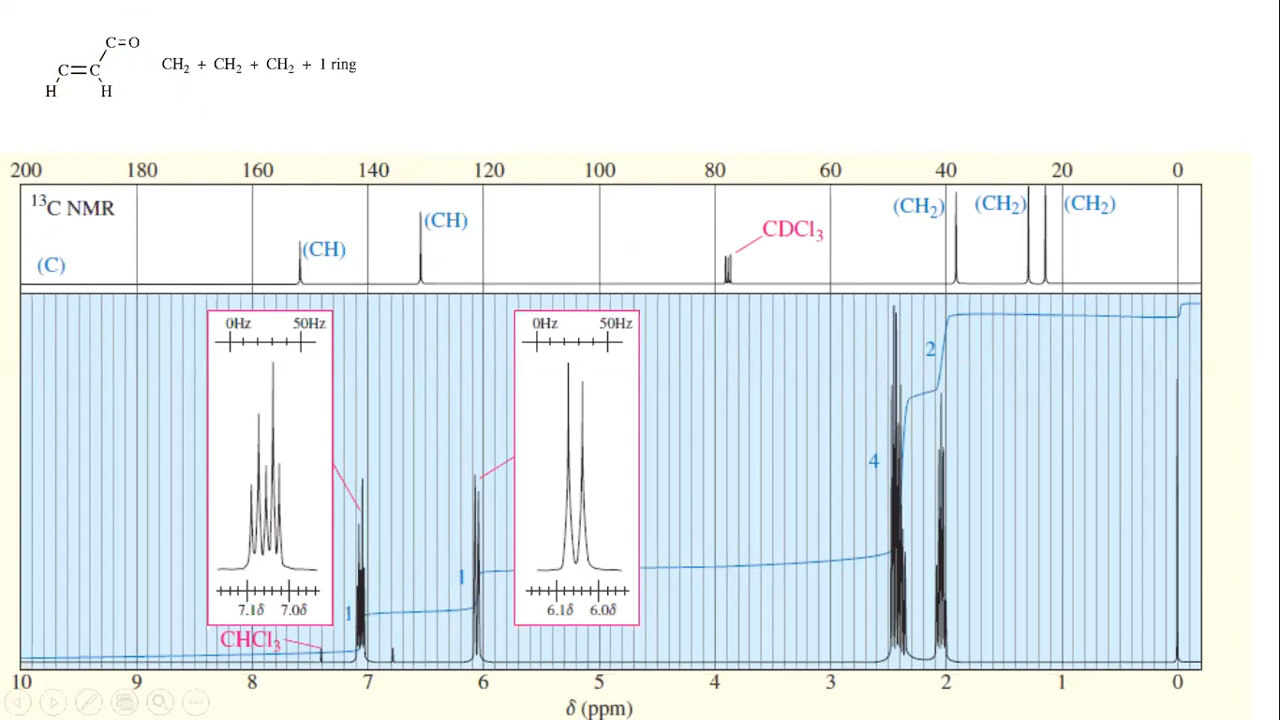 C=O
C=C
H H
CH₂ + CH₂ + CH₂ + 1 ring
200 180 160 140 120 100 80 60 40 20 0
¹³C NMR
(C)
(CH)
(CH)
CDCl₃
(CH₂)
(CH₂)
(CH₂)
0Hz 50Hz
7.1δ 7.0δ
0Hz 50Hz
6.1δ 6.0δ
CHCl₃
1
1
4
2
10 9 8 7 6 5 4 3 2 1 0
δ (ppm)